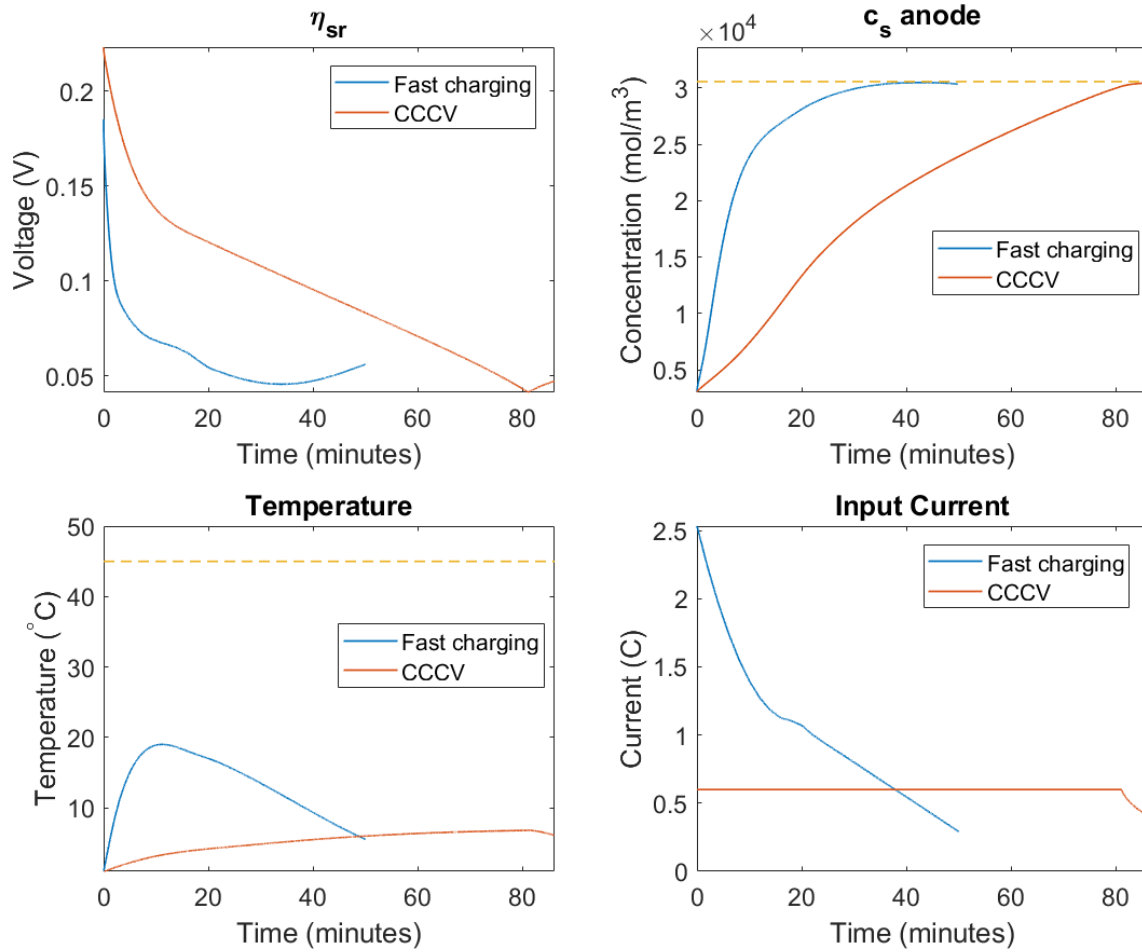 η_sr
Voltage (V)
0.2
0.15
0.1
0.05
0 20 40 60 80
Time (minutes)
Fast charging
CCCV
c_s anode
×10^4
Concentration (mol/m^3)
3
2.5
2
1.5
1
0.5
0 20 40 60 80
Time (minutes)
Fast charging
CCCV
Temperature
Temperature (°C)
50
40
30
20
10
0 20 40 60 80
Time (minutes)
Fast charging
CCCV
Input Current
Current (C)
2.5
2
1.5
1
0.5
0
0 20 40 60 80
Time (minutes)
Fast charging
CCCV